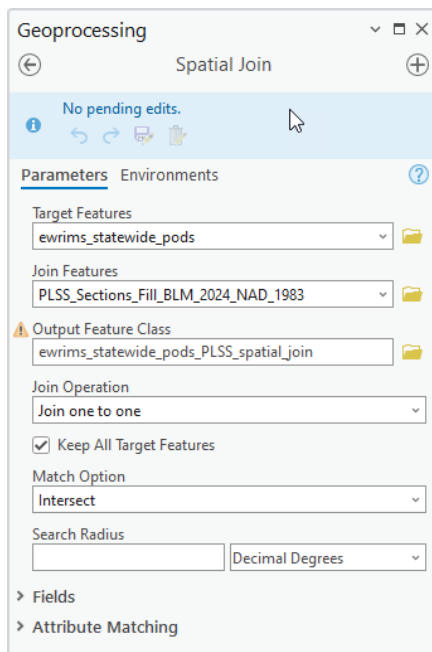 Geoprocessing
Spatial Join
No pending edits.
Parameters Environments
Target Features
ewrims_statewide_pods
Join Features
PLSS_Sections_Fill_BLM_2024_NAD_1983
Output Feature Class
ewrims_statewide_pods_PLSS_spatial_join
Join Operation
Join one to one
Keep All Target Features
Match Option
Intersect
Search Radius
Decimal Degrees
Fields
Attribute Matching